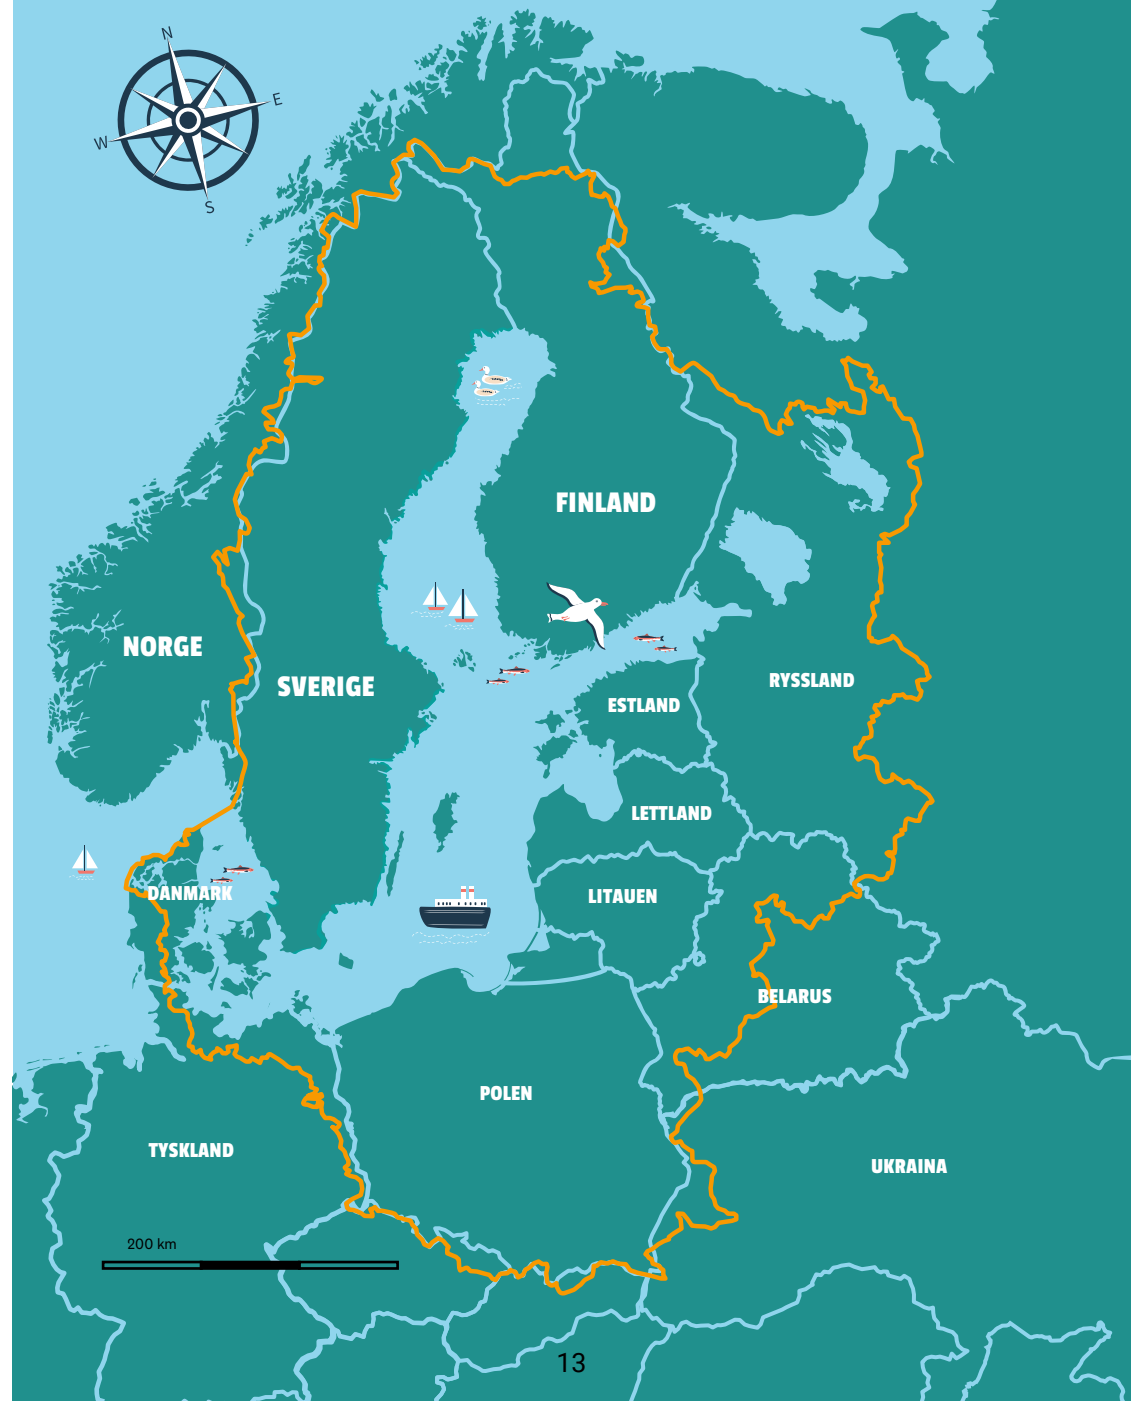 N
E
W
S
FINLAND
NORGE
SVERIGE
RYSSLAND
ESTLAND
LETTLAND
DANMARK
LITAUEN
BELARUS
POLEN
TYSKLAND
UKRAINA
200 km
13